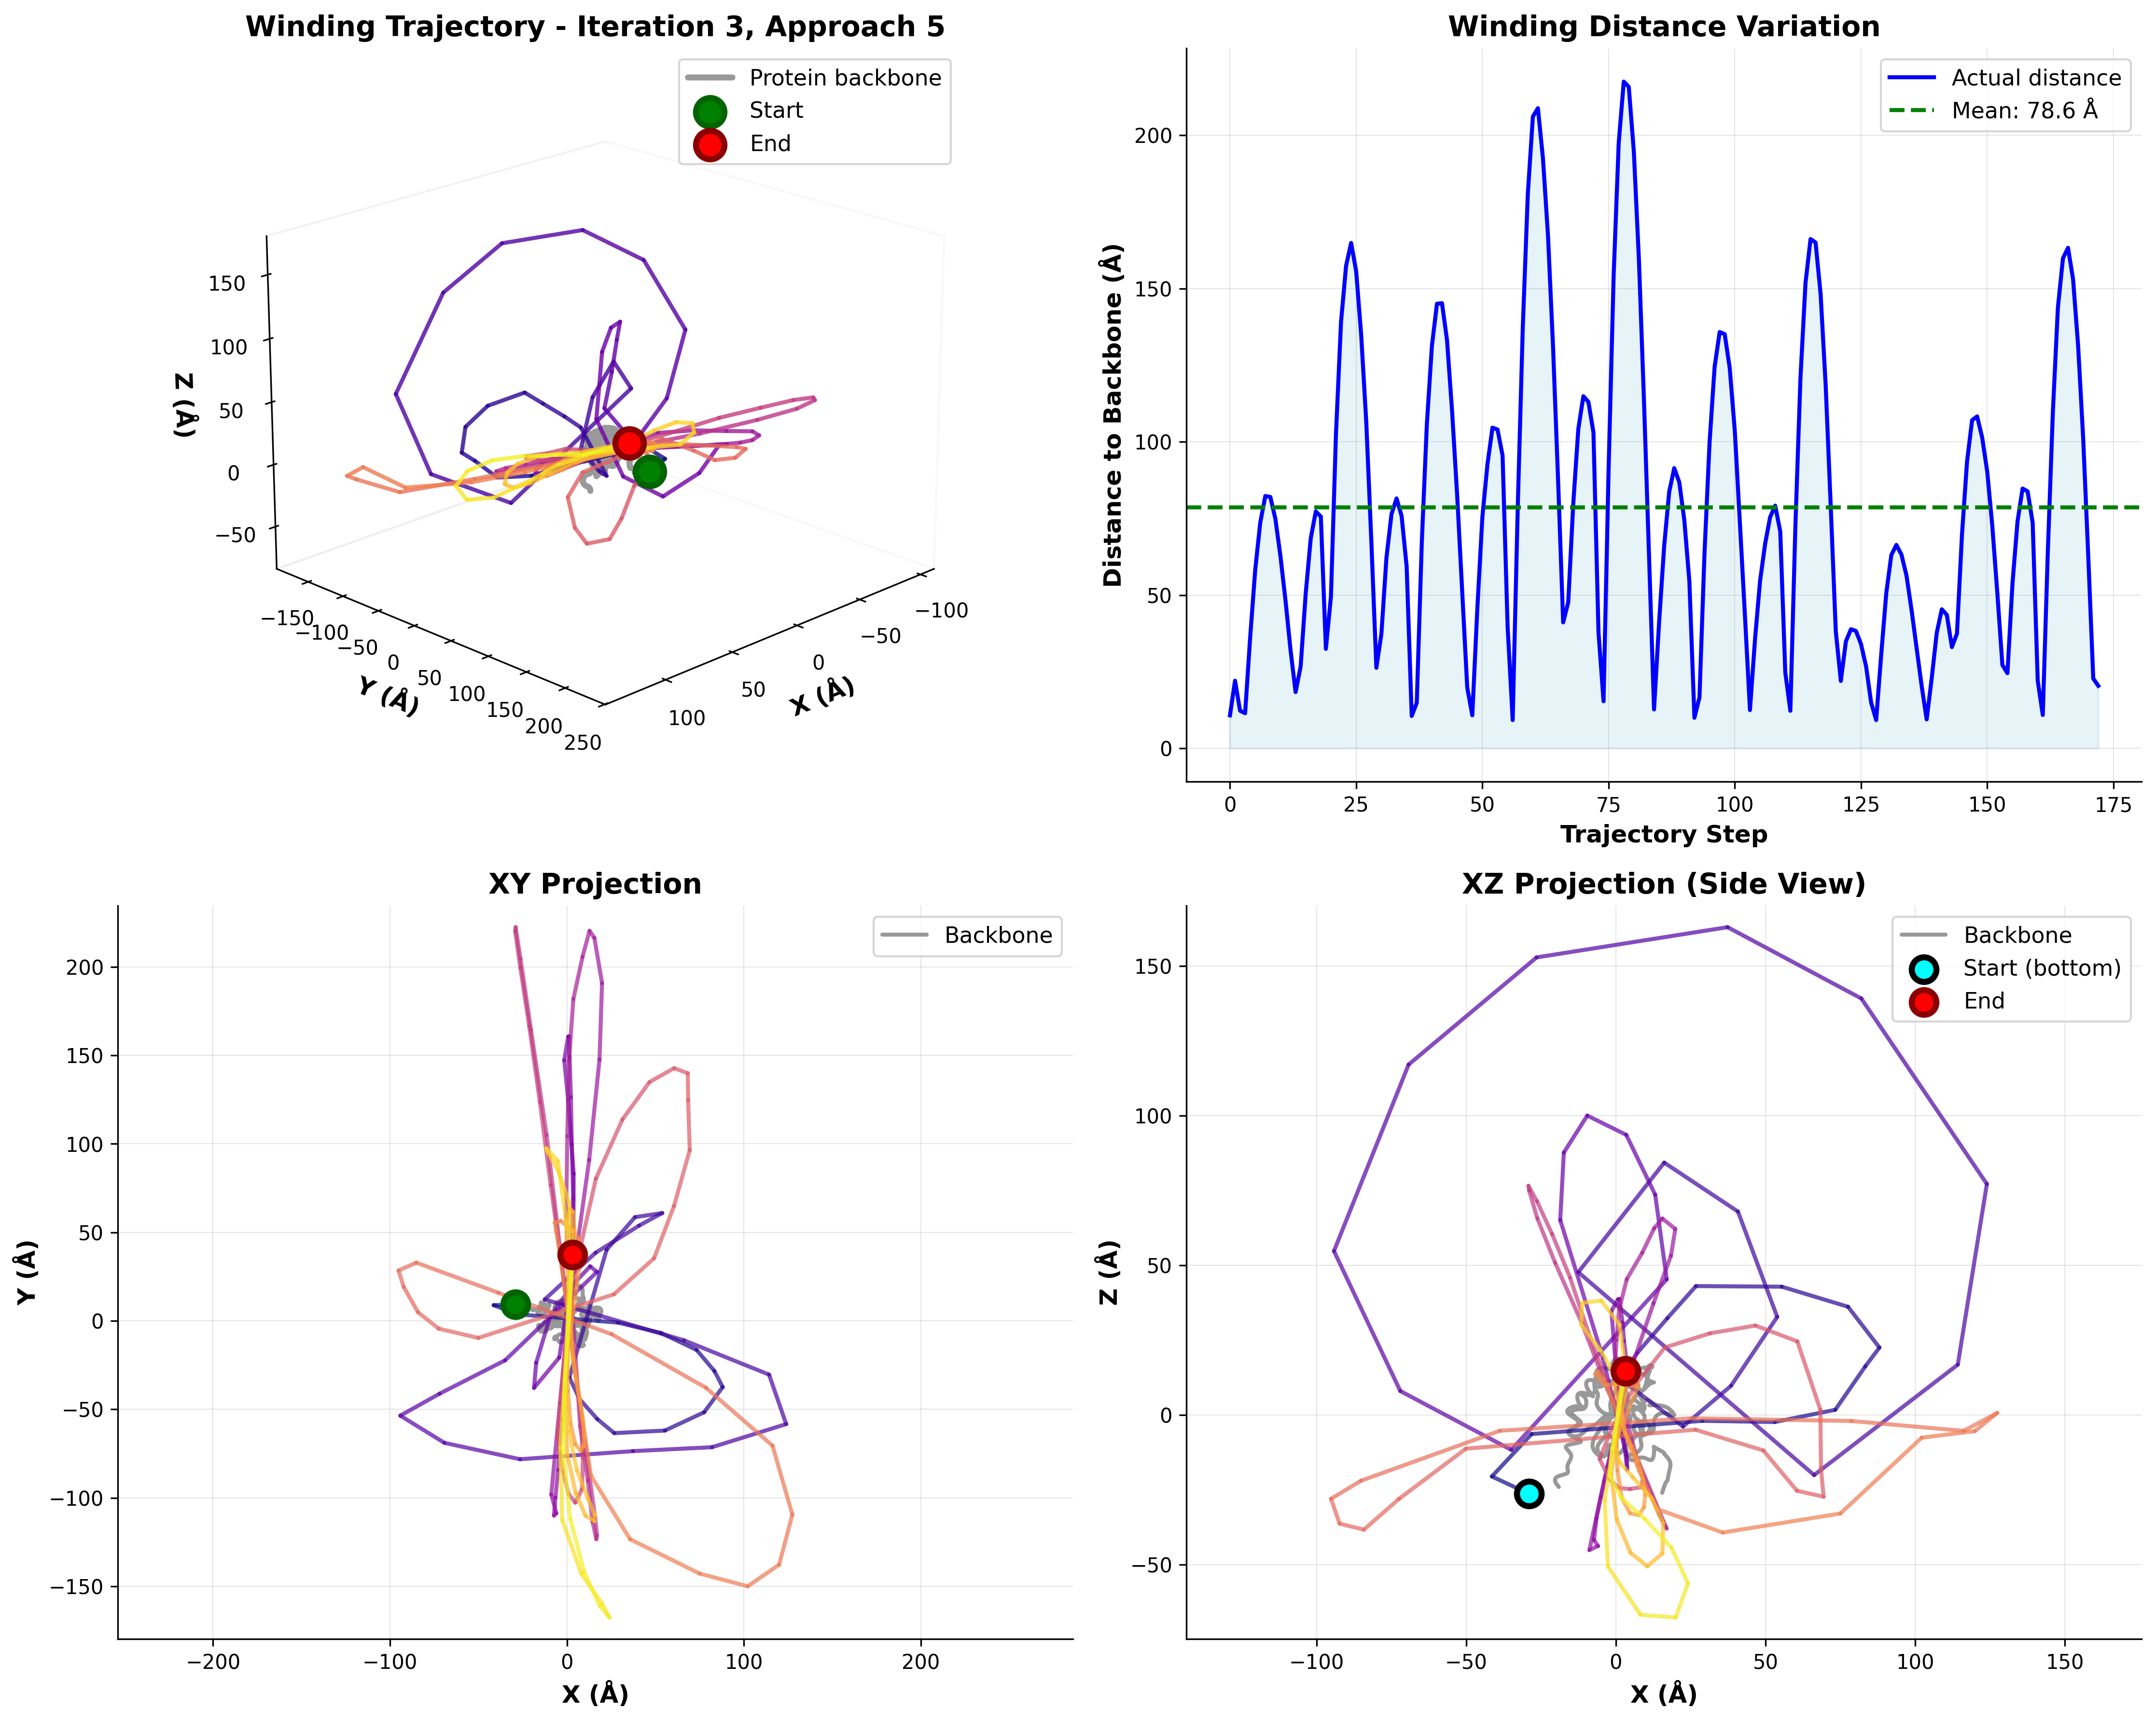 Winding Trajectory - Iteration 3, Approach 5
Protein backbone
Start
End
Z (Å)
150
100
50
0
−50
−150
−100
−50
0
50
100
150
200
250
Y (Å)
100
50
0
−50
−100
X (Å)
Winding Distance Variation
Actual distance
Mean: 78.6 Å
Distance to Backbone (Å)
200
150
100
50
0
0 25 50 75 100 125 150 175
Trajectory Step
XY Projection
Backbone
Y (Å)
200
150
100
50
0
−50
−100
−150
−200 −100 0 100 200
X (Å)
XZ Projection (Side View)
Backbone
Start (bottom)
End
Z (Å)
150
100
50
0
−50
−100 −50 0 50 100 150
X (Å)